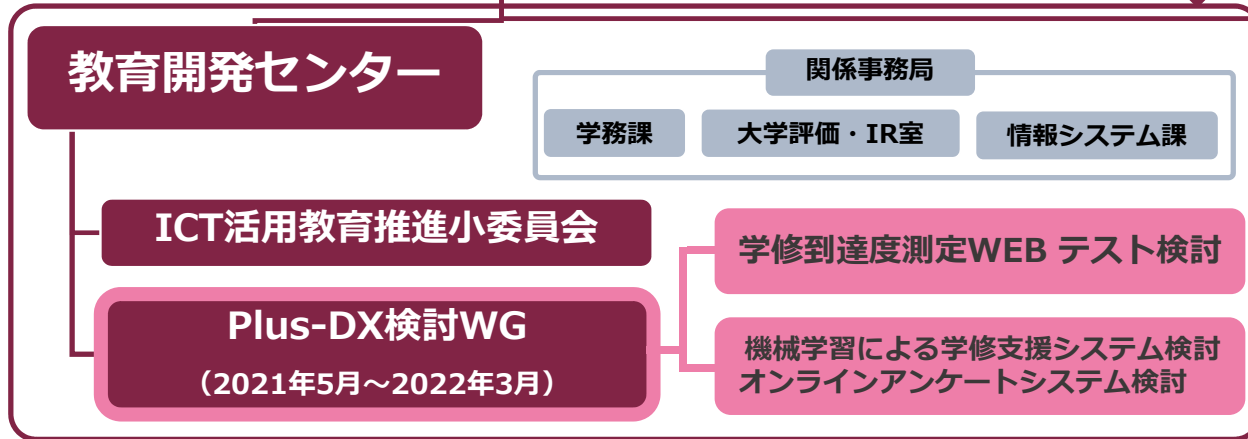 教育開発センター
関係事務局
学務課
大学評価・IR室
情報システム課
ICT活用教育推進小委員会
Plus-DX検討WG
（2021年5月～2022年3月）
学修到達度測定WEB テスト検討
機械学習による学修支援システム検討
オンラインアンケートシステム検討